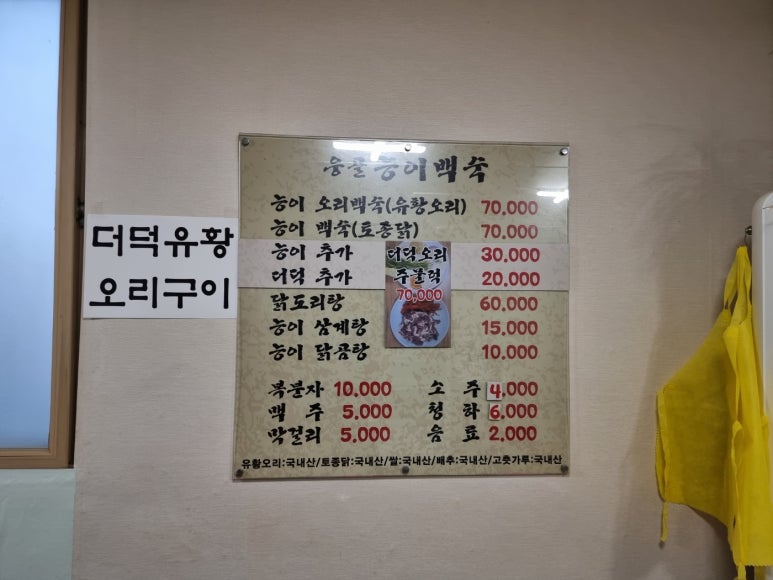 웅골 능이백숙
능이 오리백숙(유황오리) 70.000
능이 백숙(토종닭) 70.000
능이 추가 30.000
더덕 추가 20.000
닭도리탕 60.000
능이 삼계탕 15.000
능이 닭곰탕 10.000
더덕오리
주물럭
70,000
복분자 10.000
맥주 5.000
막걸리 5.000
소주 4.000
청하 6.000
음료 2.000
유황오리:국내산/토종닭:국내산/쌀:국내산/배추:국내산/고춧가루:국내산
더덕유황
오리구이